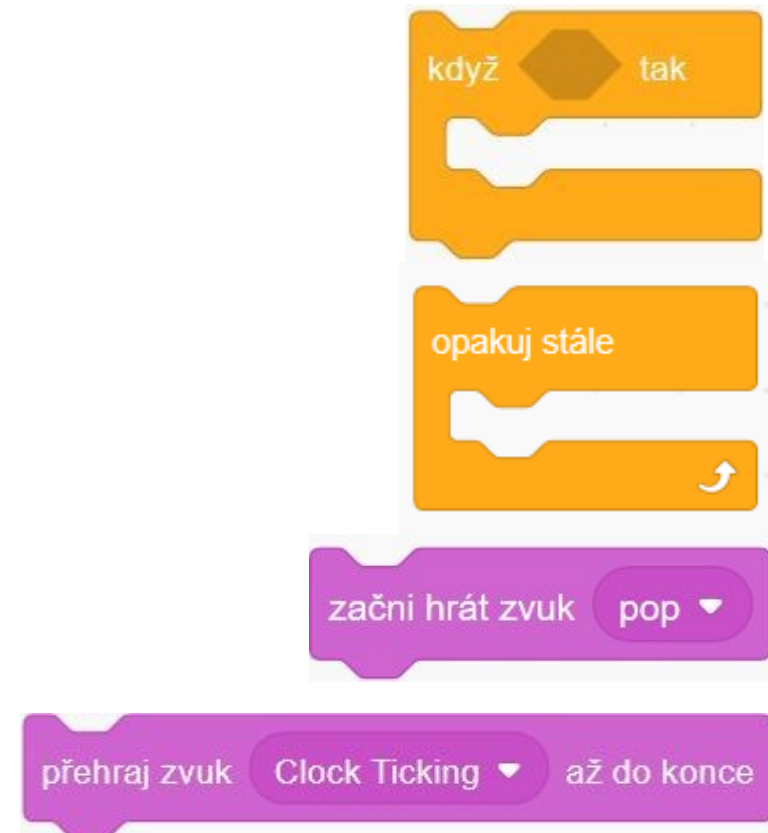 když tak
opakuj stále
začni hrát zvuk pop
přehraj zvuk Clock Ticking až do konce